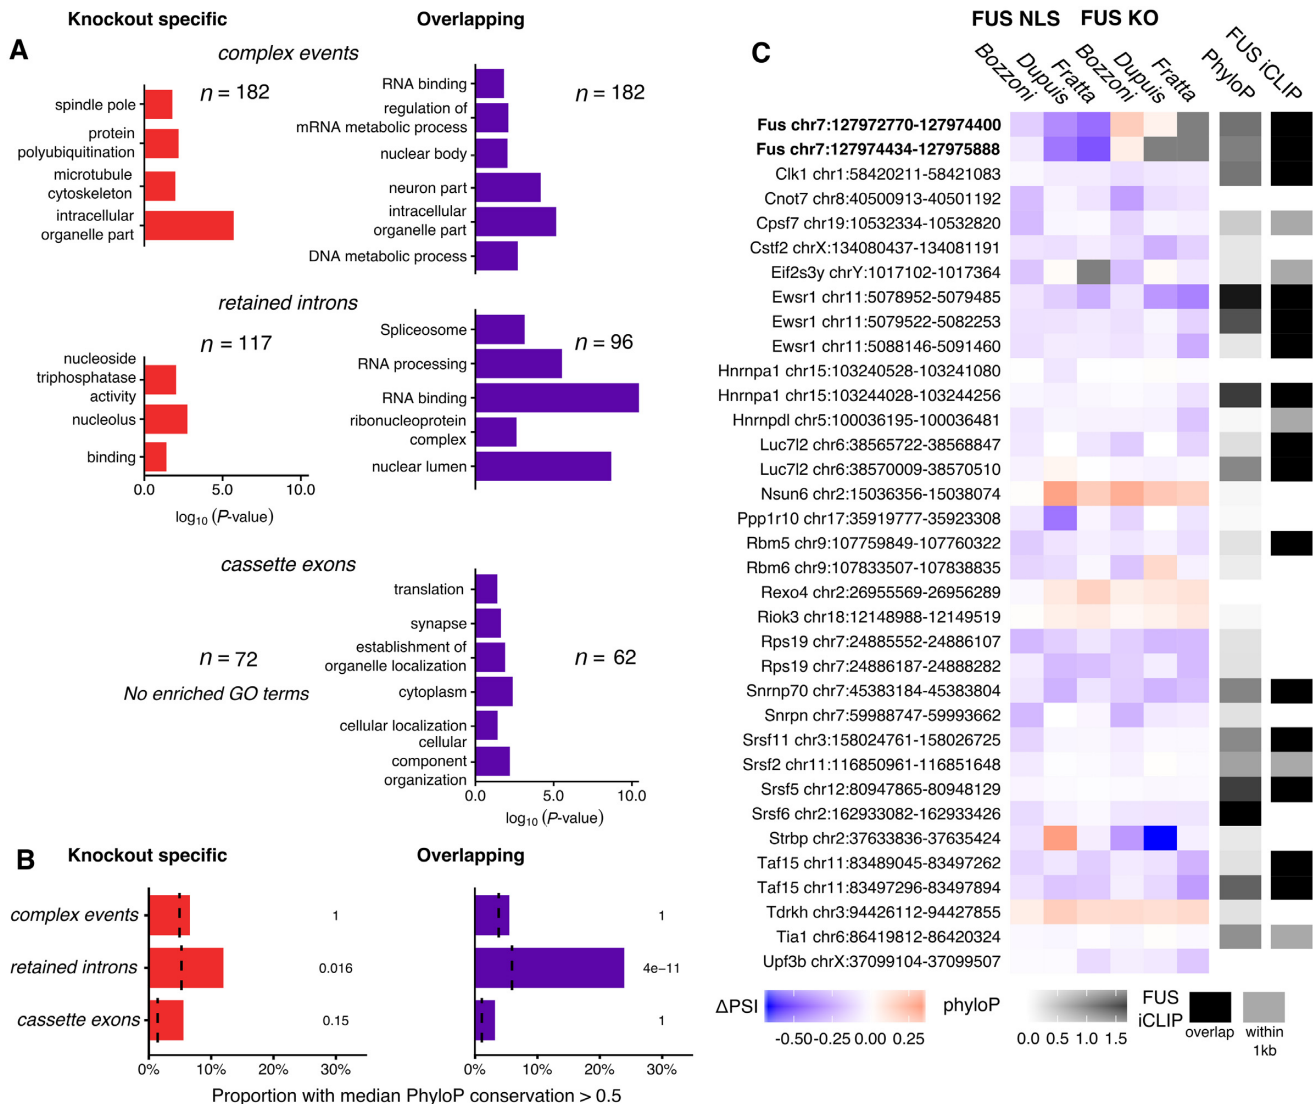 Knockout specific
Overlapping
A
complex events
n = 182
spindle pole
protein
polyubiquitination
microtubule
cytoskeleton
intracellular
organelle part
n = 182
RNA binding
regulation of
mRNA metabolic process
nuclear body
neuron part
intracellular
organelle part
DNA metabolic process
retained introns
n = 117
nucleoside
triphosphatase
activity
nucleolus
binding
0.0 5.0 10.0
log10 (P-value)
n = 96
Spliceosome
RNA processing
RNA binding
ribonucleoprotein
complex
nuclear lumen
cassette exons
n = 72
No enriched GO terms
n = 62
translation
synapse
establishment of
organelle localization
cytoplasm
cellular localization
cellular
component
organization
0.0 5.0 10.0
log10 (P-value)
B
Knockout specific
Overlapping
complex events
retained introns
cassette exons
1
0.016
0.15
1
4e−11
1
0% 10% 20% 30%
0% 10% 20% 30%
Proportion with median PhyloP conservation > 0.5
C
FUS NLS FUS KO
Bozzoni
Dupuis
Fratta
Bozzoni
Dupuis
Fratta
PhyloP
FUS iCLIP
Fus chr7:127972770-127974400
Fus chr7:127974434-127975888
Clk1 chr1:58420211-58421083
Cnot7 chr8:40500913-40501192
Cpsf7 chr19:10532334-10532820
Cstf2 chrX:134080437-134081191
Eif2s3y chrY:1017102-1017364
Ewsr1 chr11:5078952-5079485
Ewsr1 chr11:5079522-5082253
Ewsr1 chr11:5088146-5091460
Hnrnpa1 chr15:103240528-103241080
Hnrnpa1 chr15:103244028-103244256
Hnrnpdl chr5:100036195-100036481
Luc7l2 chr6:38565722-38568847
Luc7l2 chr6:38570009-38570510
Nsun6 chr2:15036356-15038074
Ppp1r10 chr17:35919777-35923308
Rbm5 chr9:107759849-107760322
Rbm6 chr9:107833507-107838835
Rexo4 chr2:26955569-26956289
Riok3 chr18:12148988-12149519
Rps19 chr7:24885552-24886107
Rps19 chr7:24886187-24888282
Snrnp70 chr7:45383184-45383804
Snrpn chr7:59988747-59993662
Srsf11 chr3:158024761-158026725
Srsf2 chr11:116850961-116851648
Srsf5 chr12:80947865-80948129
Srsf6 chr2:162933082-162933426
Strbp chr2:37633836-37635424
Taf15 chr11:83489045-83497262
Taf15 chr11:83497296-83497894
Tdrkh chr3:94426112-94427855
Tia1 chr6:86419812-86420324
Upf3b chrX:37099104-37099507
ΔPSI
-0.50 -0.25 0.00 0.25
phyloP
0.0 0.5 1.0 1.5
FUS
iCLIP
overlap
within
1kb